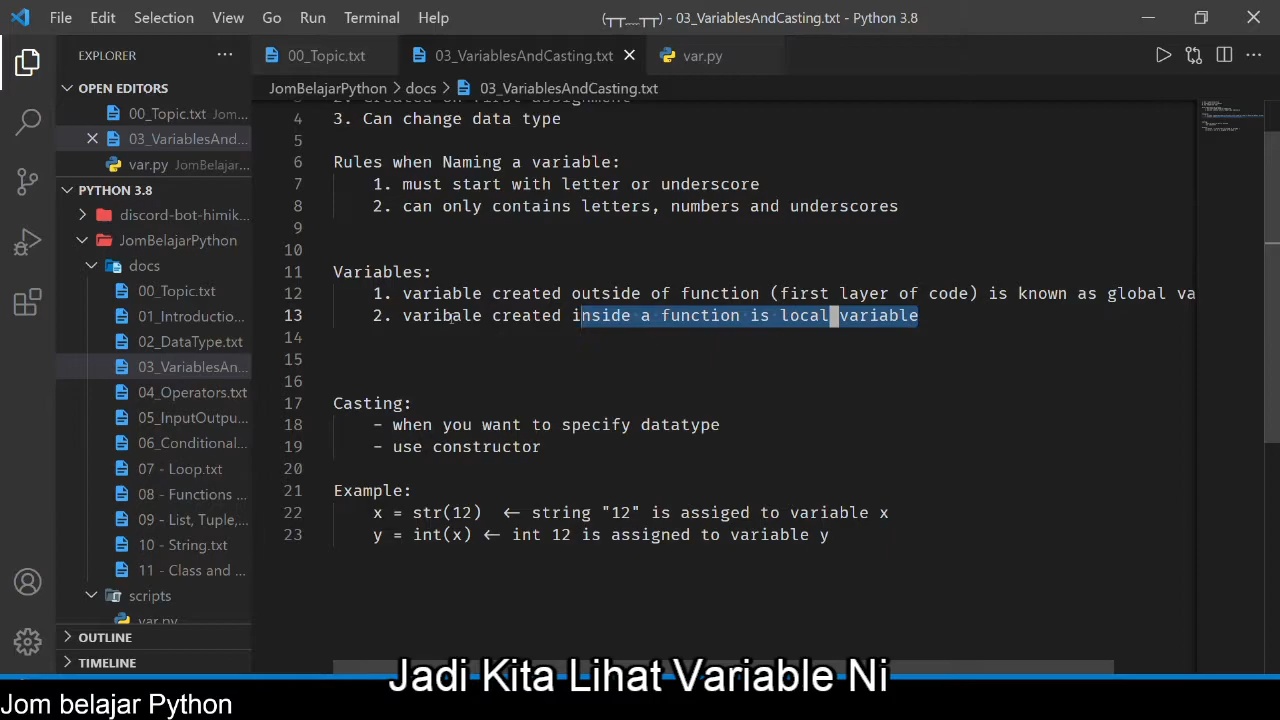 File Edit Selection View Go Run Terminal Help
03_VariablesAndCasting.txt - Python 3.8
EXPLORER
00_Topic.txt
03_VariablesAndCasting.txt
var.py
OPEN EDITORS
00_Topic.txt Jom...
03_VariablesAnd...
var.py JomBelajar...
PYTHON 3.8
discord-bot-himik...
JomBelajarPython
docs
00_Topic.txt
01_Introductio...
02_DataType.txt
03_VariablesAn...
04_Operators.txt
05_InputOutpu...
06_Conditional...
07 - Loop.txt
08 - Functions ...
09 - List, Tuple,...
10 - String.txt
11 - Class and ...
scripts
var.py
OUTLINE
TIMELINE
JomBelajarPython > docs > 03_VariablesAndCasting.txt
4 3. Can change data type
5
6 Rules when Naming a variable:
7 1. must start with letter or underscore
8 2. can only contains letters, numbers and underscores
9
10
11 Variables:
12 1. variable created outside of function (first layer of code) is known as global va
13 2. varibale created inside a function is local variable
14
15
16
17 Casting:
18 - when you want to specify datatype
19 - use constructor
20
21 Example:
22 x = str(12) <- string "12" is assiged to variable x
23 y = int(x) <- int 12 is assigned to variable y
Jadi Kita Lihat Variable Ni
Jom belajar Python